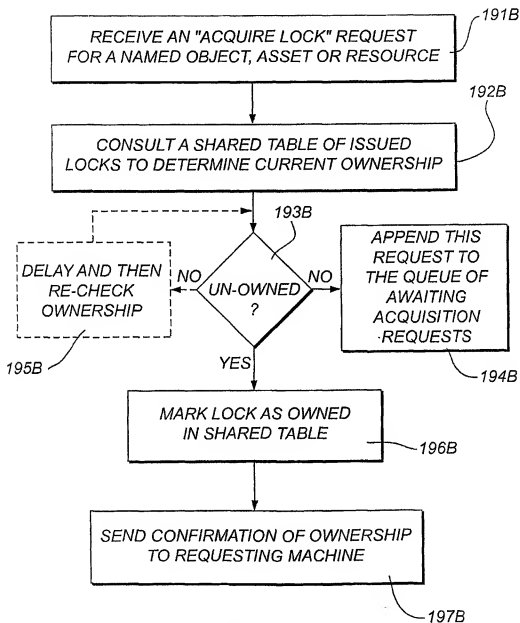 RECEIVE AN "ACQUIRE LOCK" REQUEST
FOR A NAMED OBJECT, ASSET OR RESOURCE
191B
192B
CONSULT A SHARED TABLE OF ISSUED
LOCKS TO DETERMINE CURRENT OWNERSHIP
193B
DELAY AND THEN
RE-CHECK
OWNERSHIP
NO
UN-OWNED
?
NO
APPEND THIS
REQUEST TO
THE QUEUE OF
AWAITING
ACQUISITION
REQUESTS
195B
YES
194B
MARK LOCK AS OWNED
IN SHARED TABLE
196B
SEND CONFIRMATION OF OWNERSHIP
TO REQUESTING MACHINE
197B